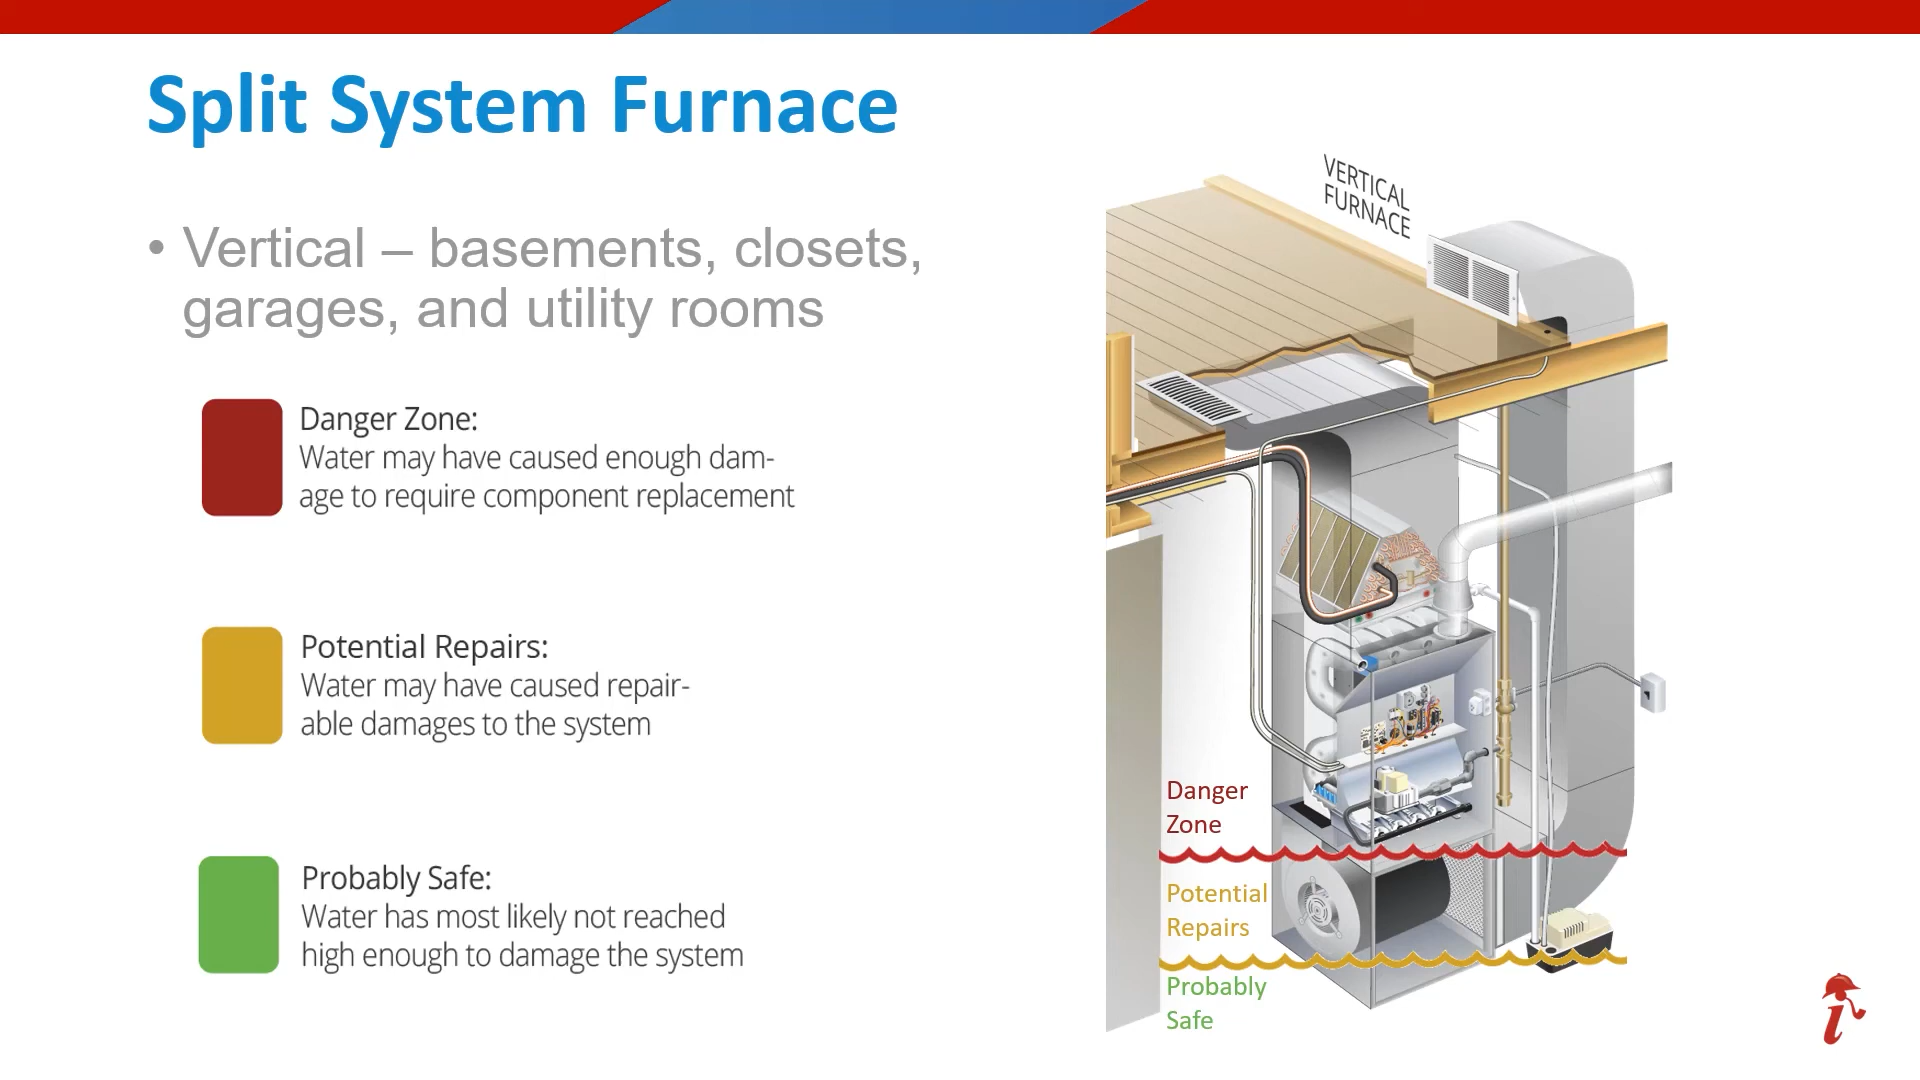 Split System Furnace
• Vertical – basements, closets,
garages, and utility rooms
Danger Zone:
Water may have caused enough dam-
age to require component replacement
Potential Repairs:
Water may have caused repair-
able damages to the system
Probably Safe:
Water has most likely not reached
high enough to damage the system
VERTICAL
FURNACE
Danger
Zone
Potential
Repairs
Probably
Safe
i